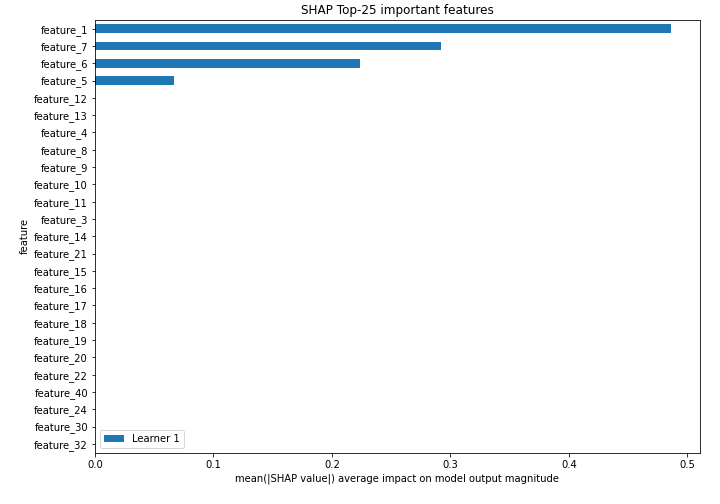 SHAP Top-25 important features
feature_1
feature_7
feature_6
feature_5
feature_12
feature_13
feature_4
feature_8
feature_9
feature_10
feature_11
feature_3
feature_14
feature_21
feature_15
feature_16
feature_17
feature_18
feature_19
feature_20
feature_22
feature_40
feature_24
feature_30
feature_32
feature
Learner 1
0.0 0.1 0.2 0.3 0.4 0.5
mean(|SHAP value|) average impact on model output magnitude